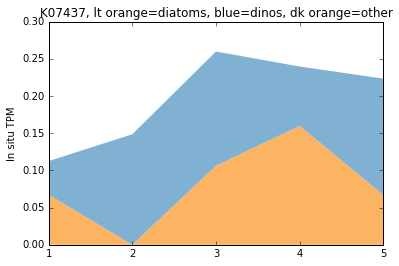 K07437, lt orange=diatoms, blue=dinos, dk orange=other
0.30
0.25
0.20
0.15
0.10
0.05
0.00
In situ TPM
1 2 3 4 5